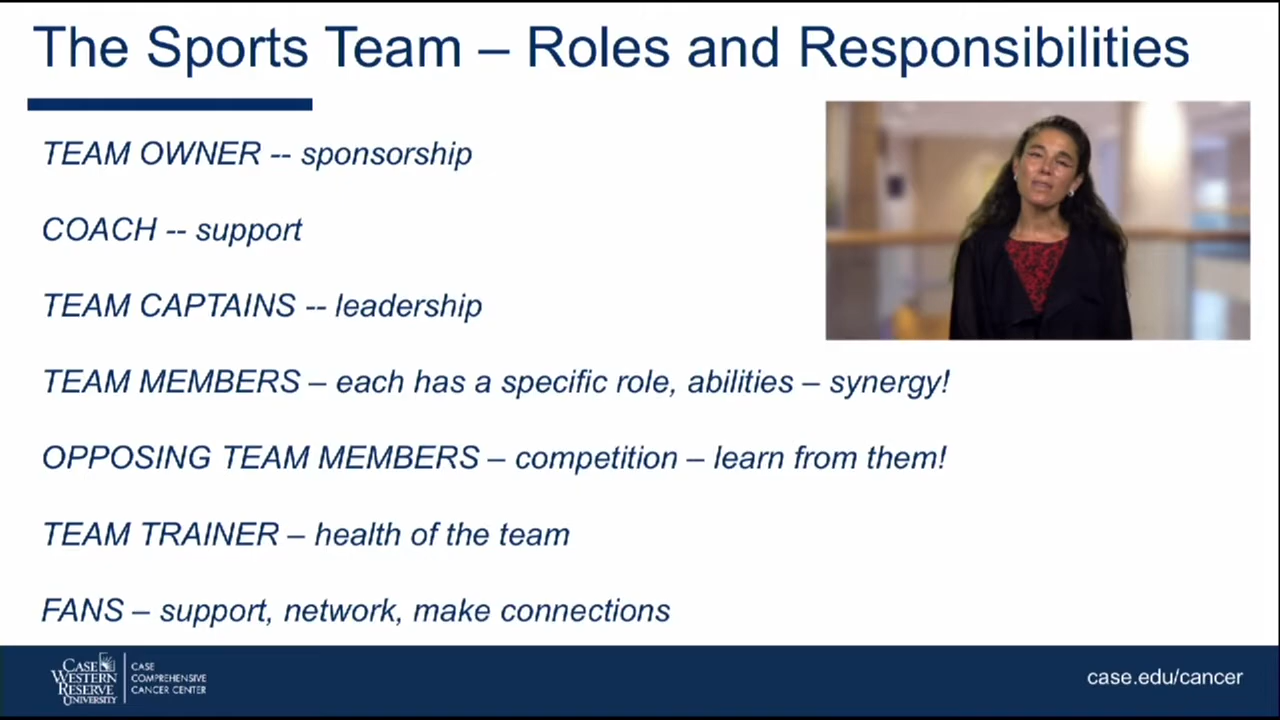 The Sports Team – Roles and Responsibilities
TEAM OWNER -- sponsorship
COACH -- support
TEAM CAPTAINS -- leadership
TEAM MEMBERS – each has a specific role, abilities – synergy!
OPPOSING TEAM MEMBERS – competition – learn from them!
TEAM TRAINER – health of the team
FANS – support, network, make connections
CASE
WESTERN
RESERVE
UNIVERSITY
CASE
COMPREHENSIVE
CANCER CENTER
case.edu/cancer